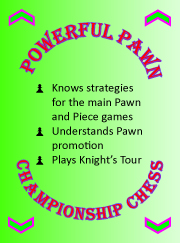 POWERFUL PAWN
Knows strategies
for the main Pawn
and Piece games
Understands Pawn
promotion
Plays Knight's Tour
CHAMPIONSHIP CHESS